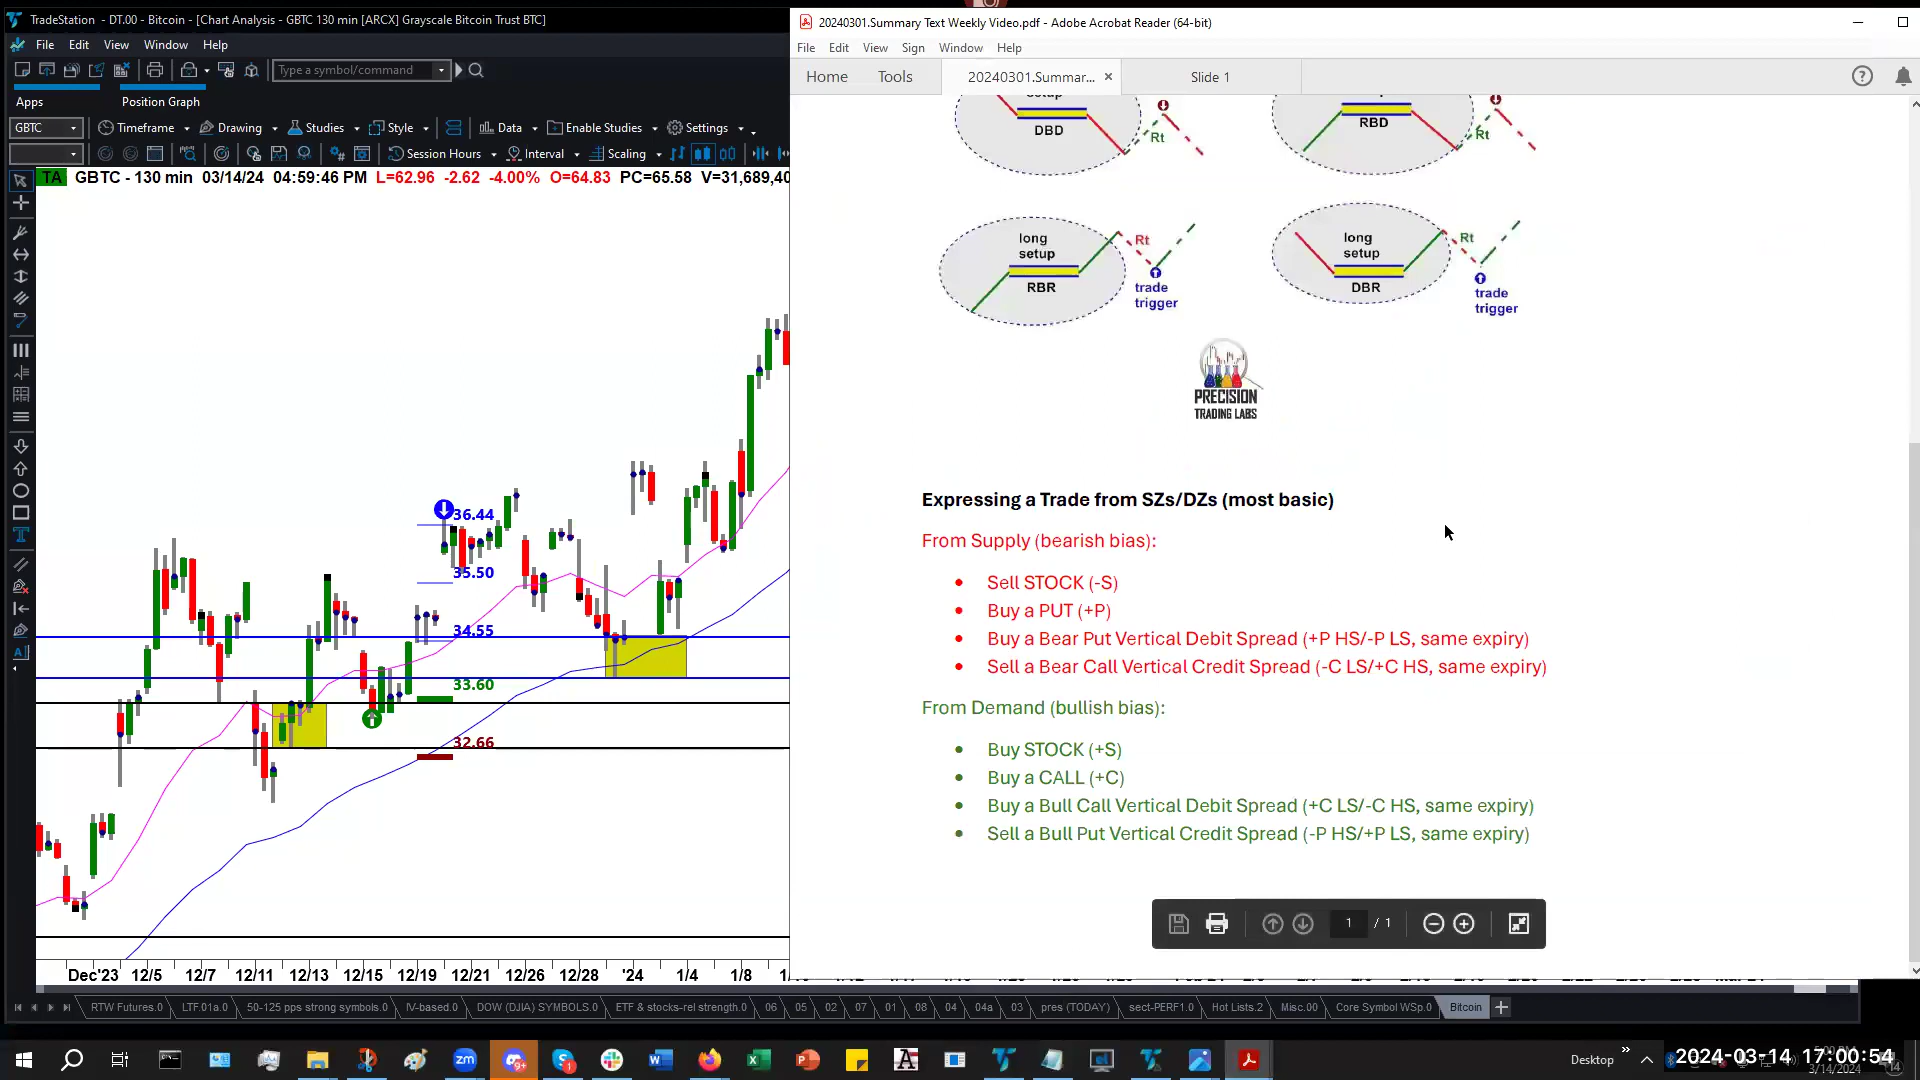 TradeStation - DT.00 - Bitcoin - [Chart Analysis - GBTC 130 min [ARCX] Grayscale Bitcoin Trust BTC]
File Edit View Window Help
Type a symbol/command
Apps Position Graph
GBTC Timeframe Drawing Studies Style Data Enable Studies Settings
Session Hours Interval Scaling
TA GBTC - 130 min 03/14/24 04:59:46 PM L=62.96 -2.62 -4.00% O=64.83 PC=65.58 V=31,689,40
36.44
35.50
34.55
33.60
32.66
Dec'23 12/5 12/7 12/11 12/13 12/15 12/19 12/21 12/26 12/28 '24 1/4 1/8
20240301.Summary Text Weekly Video.pdf - Adobe Acrobat Reader (64-bit)
File Edit View Sign Window Help
Home Tools 20240301.Summar... × Slide 1
setup
DBD
Rt
RBD
Rt
long
setup
RBR
Rt
trade
trigger
long
setup
DBR
Rt
trade
trigger
PRECISION
TRADING LABS
Expressing a Trade from SZs/DZs (most basic)
From Supply (bearish bias):
• Sell STOCK (-S)
• Buy a PUT (+P)
• Buy a Bear Put Vertical Debit Spread (+P HS/-P LS, same expiry)
• Sell a Bear Call Vertical Credit Spread (-C LS/+C HS, same expiry)
From Demand (bullish bias):
• Buy STOCK (+S)
• Buy a CALL (+C)
• Buy a Bull Call Vertical Debit Spread (+C LS/-C HS, same expiry)
• Sell a Bull Put Vertical Credit Spread (-P HS/+P LS, same expiry)
1 / 1
RTW Futures.0 LTF.01a.0 50-125 pps strong symbols.0 IV-based.0 DOW (DJIA) SYMBOLS.0 ETF & stocks-rel strength.0 06 05 02 07 01 08 04 04a 03 pres (TODAY) sect-PERF1.0 Hot Lists.2 Misc.00 Core Symbol WSp.0 Bitcoin
Desktop
2024-03-14 17:00:54
3/14/2024